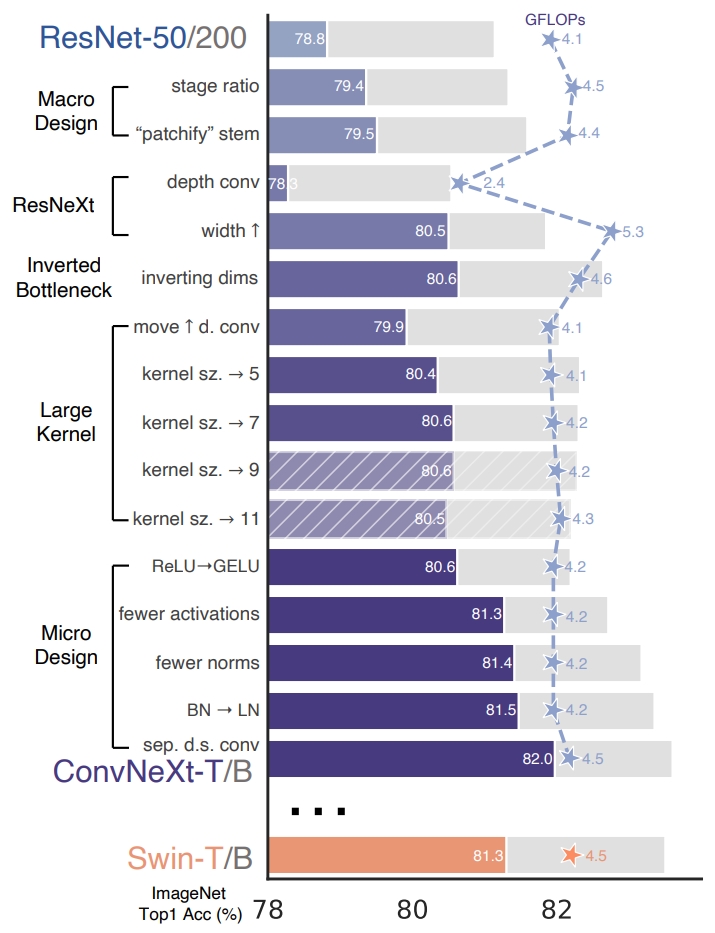 GFLOPs
ResNet-50/200 78.8 4.1
Macro Design
stage ratio 79.4 4.5
“patchify” stem 79.5 4.4
ResNeXt
depth conv 78.3 2.4
width ↑ 80.5 5.3
Inverted Bottleneck
inverting dims 80.6 4.6
Large Kernel
move ↑ d. conv 79.9 4.1
kernel sz. → 5 80.4 4.1
kernel sz. → 7 80.6 4.2
kernel sz. → 9 80.6 4.2
kernel sz. → 11 80.5 4.3
Micro Design
ReLU→GELU 80.6 4.2
fewer activations 81.3 4.2
fewer norms 81.4 4.2
BN → LN 81.5 4.2
sep. d.s. conv 82.0 4.5
ConvNeXt-T/B
...
Swin-T/B 81.3 4.5
ImageNet
Top1 Acc (%) 78 80 82